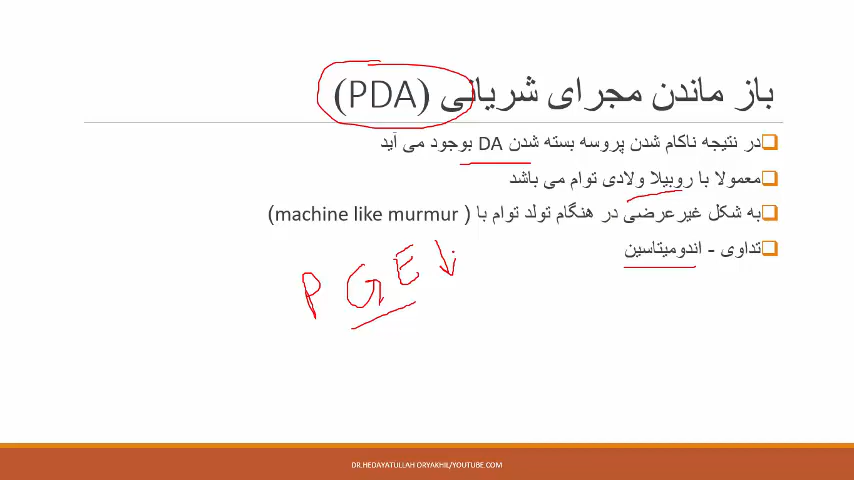 باز ماندن مجرای شریانی (PDA)
در نتیجه ناکام شدن پروسه بسته شدن DA بوجود می آید
معمولا با روبیلا ولادی توام می باشد
به شکل غیرعرضی در هنگام تولد توام با ( machine like murmur)
تداوی - اندومیتاسین
PGE↓
DR.HEDAYATULLAH ORYAKHIL/YOUTUBE.COM